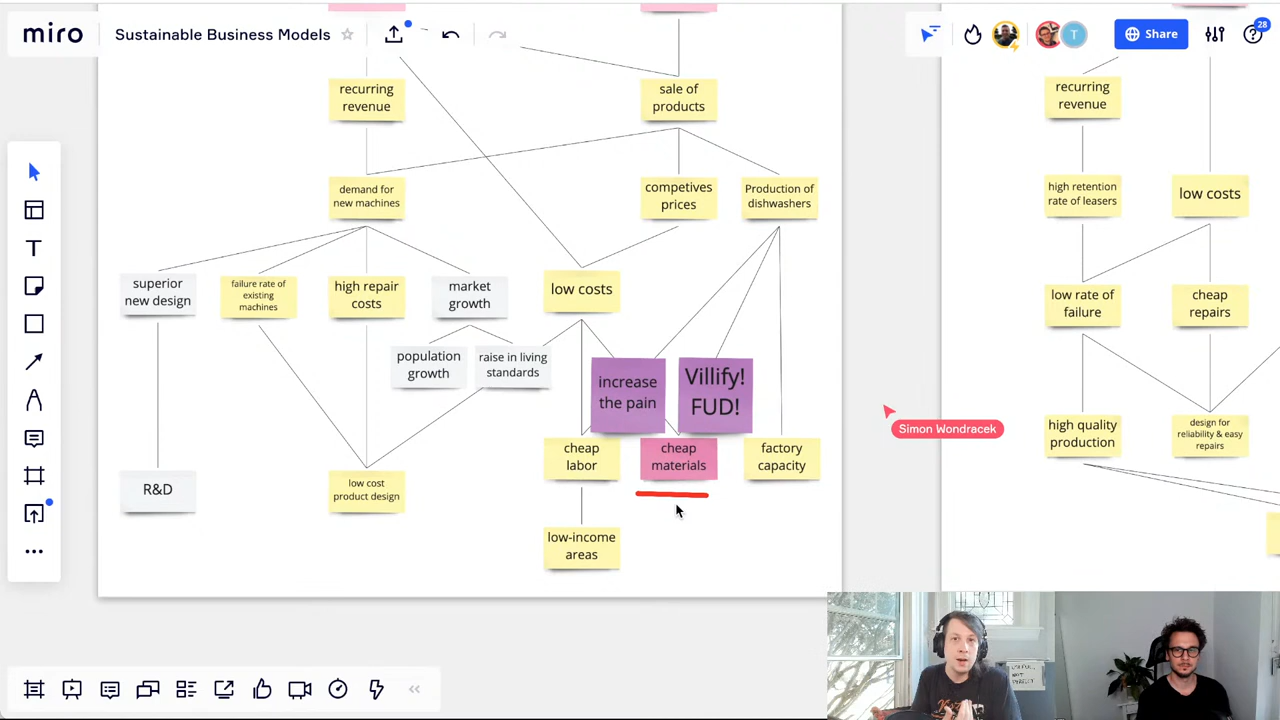 miro
Sustainable Business Models
Share
28
T
recurring
revenue
sale of
products
recurring
revenue
demand for
new machines
competives
prices
Production of
dishwashers
high retention
rate of leasers
low costs
superior
new design
failure rate of
existing
machines
high repair
costs
market
growth
low costs
low rate of
failure
cheap
repairs
population
growth
raise in living
standards
increase
the pain
Villify!
FUD!
Simon Wondracek
cheap
labor
cheap
materials
factory
capacity
high quality
production
design for
reliability & easy
repairs
R&D
low cost
product design
low-income
areas